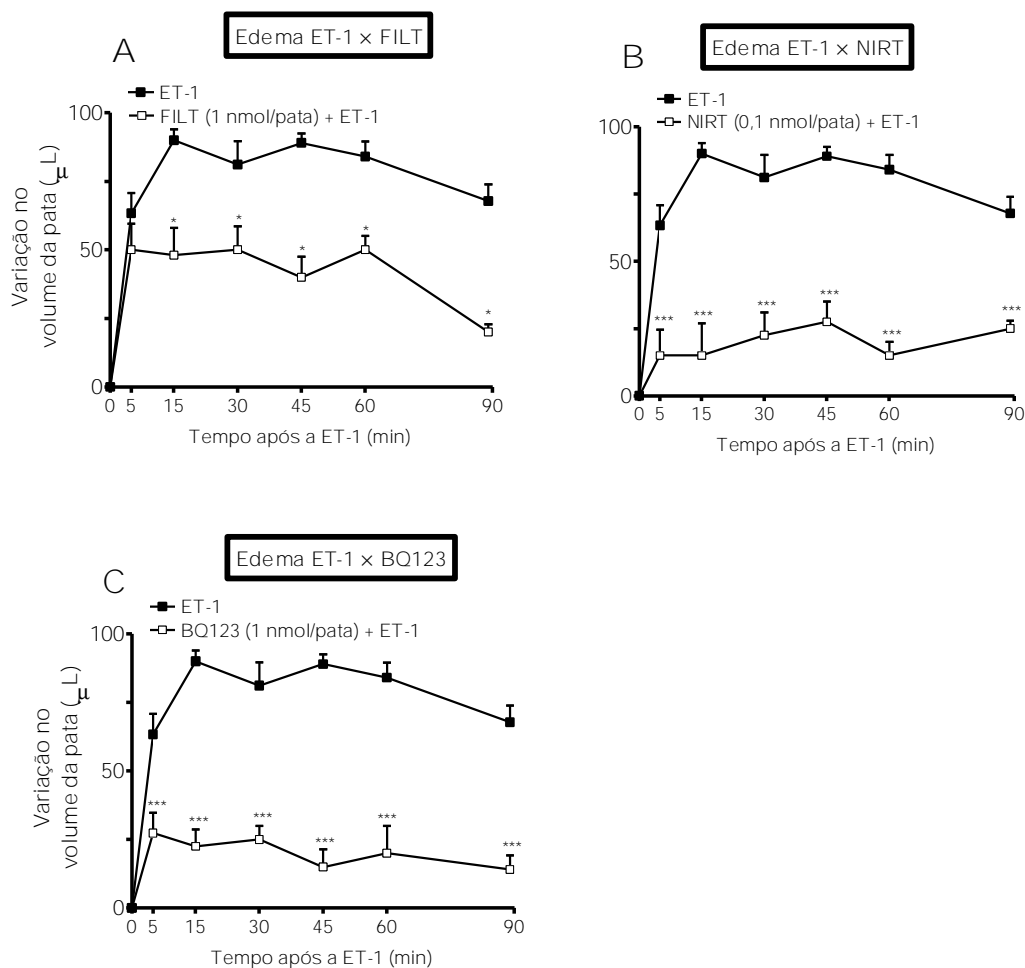 Edema ET-1 × FILT
A
ET-1
FILT (1 nmol/pata) + ET-1
100
50
0
Variação no
volume da pata (μL)
*
*
*
*
*
0 5 15 30 45 60 90
Tempo após a ET-1 (min)
Edema ET-1 × NIRT
B
ET-1
NIRT (0,1 nmol/pata) + ET-1
100
50
0
***
***
***
***
***
***
0 5 15 30 45 60 90
Tempo após a ET-1 (min)
Edema ET-1 × BQ123
C
ET-1
BQ123 (1 nmol/pata) + ET-1
100
50
0
Variação no
volume da pata (μL)
***
***
***
***
***
***
0 5 15 30 45 60 90
Tempo após a ET-1 (min)